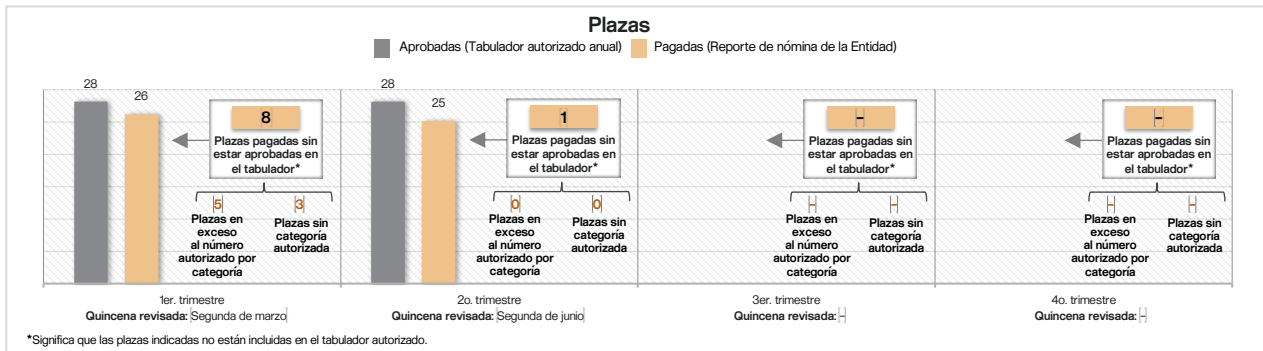 Plazas
Aprobadas (Tabulador autorizado anual) Pagadas (Reporte de nómina de la Entidad)
28
26
8
Plazas pagadas sin
estar aprobadas en
el tabulador*
5 3
Plazas en
exceso
al número
autorizado por
categoría
Plazas sin
categoría
autorizada
1er. trimestre
Quincena revisada: Segunda de marzo
28
25
1
Plazas pagadas sin
estar aprobadas en
el tabulador*
0 0
Plazas en
exceso
al número
autorizado por
categoría
Plazas sin
categoría
autorizada
2o. trimestre
Quincena revisada: Segunda de junio
-
Plazas pagadas sin
estar aprobadas en
el tabulador*
- -
Plazas en
exceso
al número
autorizado por
categoría
Plazas sin
categoría
autorizada
3er. trimestre
Quincena revisada: -
-
Plazas pagadas sin
estar aprobadas en
el tabulador*
- -
Plazas en
exceso
al número
autorizado por
categoría
Plazas sin
categoría
autorizada
4o. trimestre
Quincena revisada: -
*Significa que las plazas indicadas no están incluidas en el tabulador autorizado.